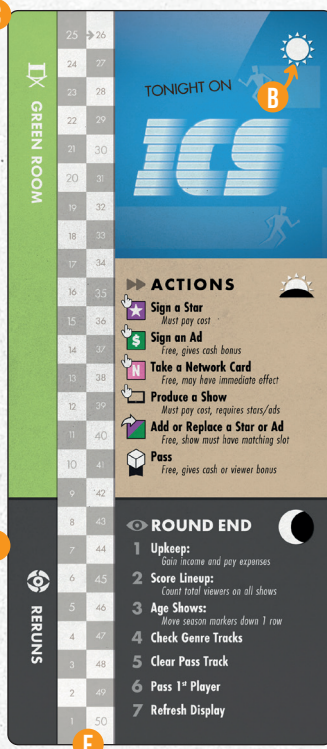 GREEN ROOM
RERUNS
25 → 26
24 27
23 28
22 29
21 30
20 31
19 32
18 33
17 34
16 35
15 36
14 37
13 38
12 39
11 40
10 41
9 42
8 43
7 44
6 45
5 46
4 47
3 48
2 49
1 50
E
B
TONIGHT ON
ICS
ACTIONS
Sign a Star
Must pay cost
$ Sign an Ad
Free, gives cash bonus
N Take a Network Card
Free, may have immediate effect
Produce a Show
Must pay cost, requires stars/ads
Add or Replace a Star or Ad
Free, show must have matching slot
Pass
Free, gives cash or viewer bonus
ROUND END
1 Upkeep:
Gain income and pay expenses
2 Score Lineup:
Count total viewers on all shows
3 Age Shows:
Move season markers down 1 row
4 Check Genre Tracks
5 Clear Pass Track
6 Pass 1st Player
7 Refresh Display